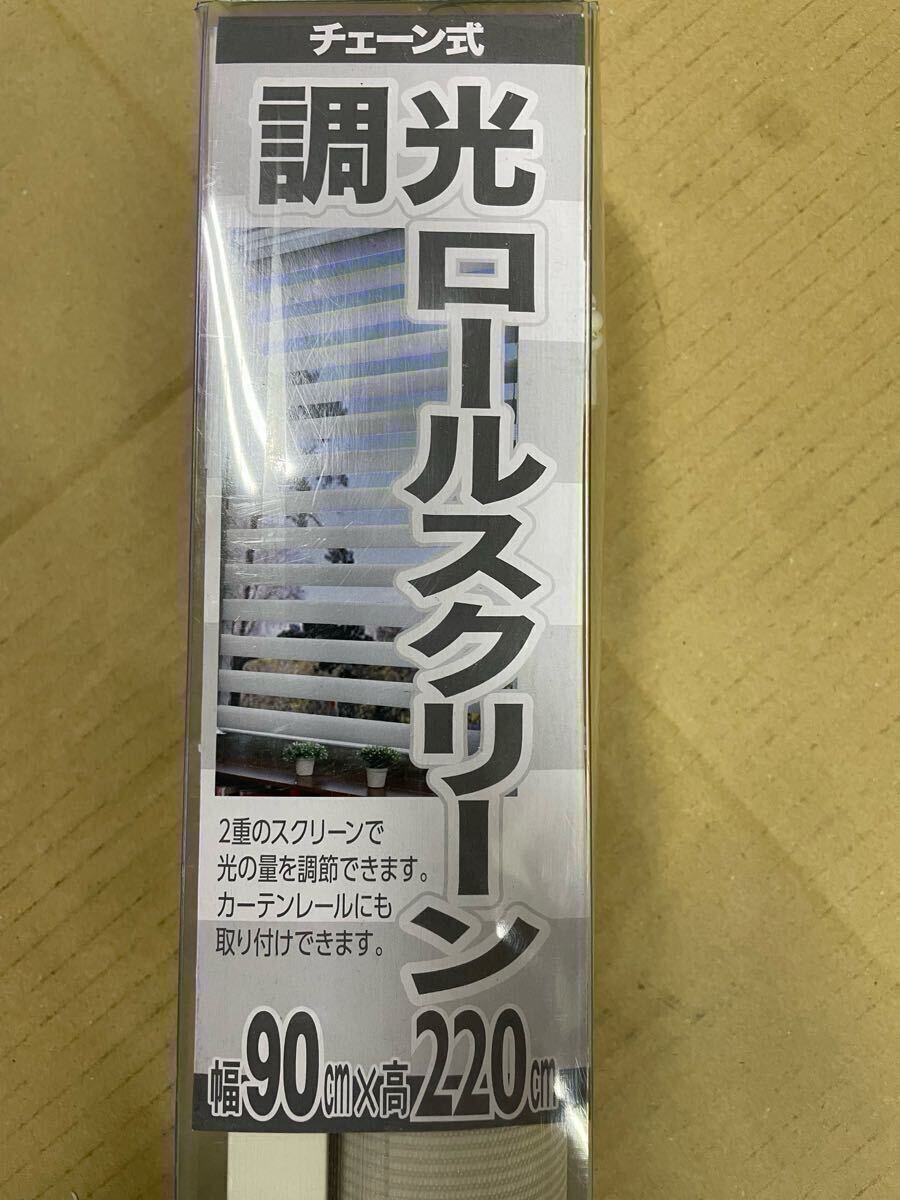 チェーン式
調光ロールスクリーン
2重のスクリーンで
光の量を調節できます。
カーテンレールにも
取り付けできます。
幅90cm×高220cm